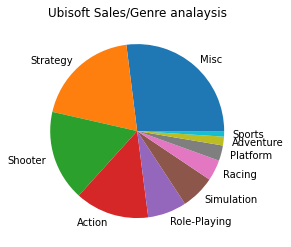 Ubisoft Sales/Genre analaysis
Misc
Strategy
Shooter
Action
Role-Playing
Simulation
Racing
Platform
Adventure
Sports